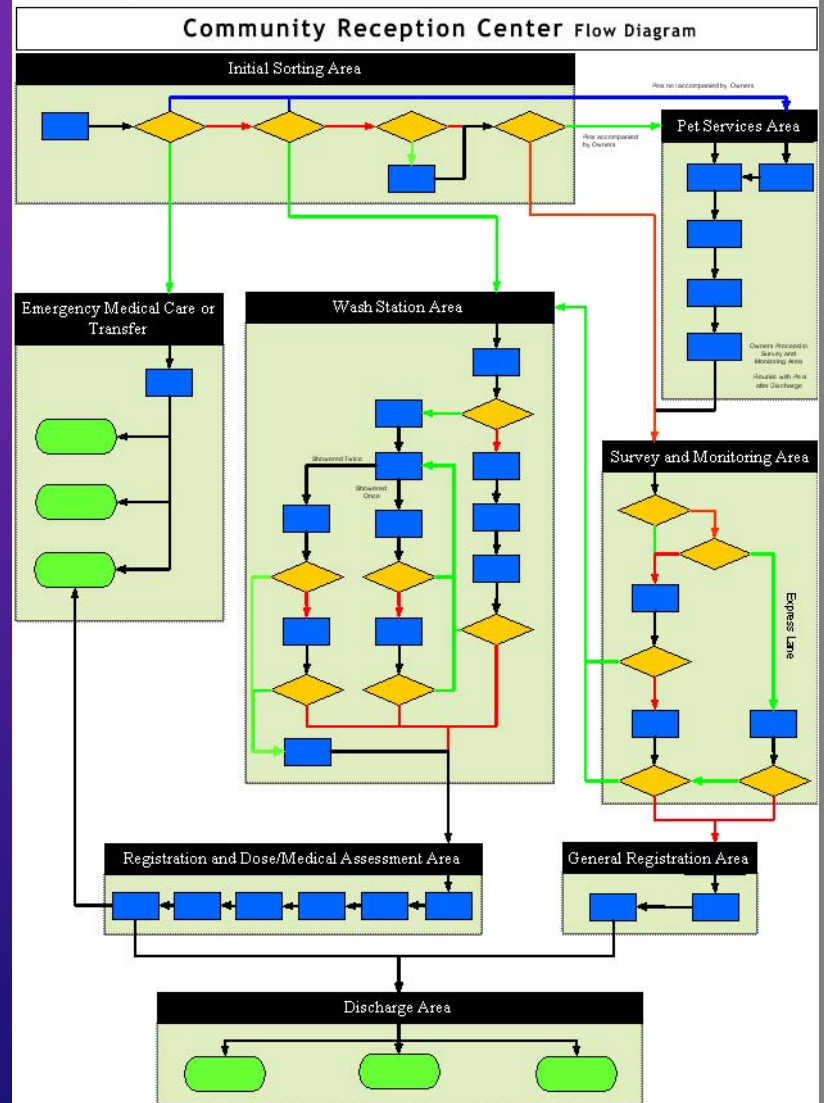 Community Reception Center Flow Diagram
Initial Sorting Area
Pets not accompanied by Owners
Pets accompanied
by Owners
Pet Services Area
Owners Proceed to
Survey and
Monitoring Area
Reunite with Pets
after Discharge
Emergency Medical Care or
Transfer
Wash Station Area
Showered Twice
Showered
Once
Survey and Monitoring Area
Express Lane
Registration and Dose/Medical Assessment Area
General Registration Area
Discharge Area